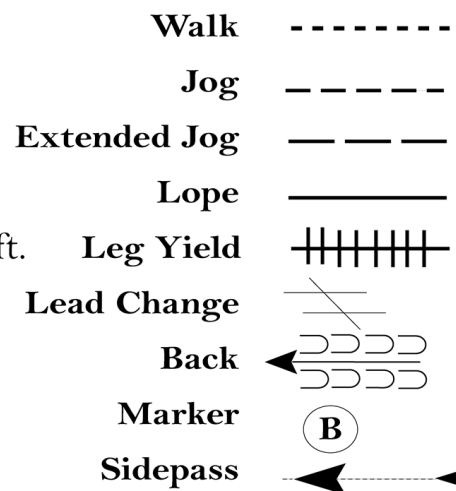 Walk
Jog
Extended Jog
Lope
ft. Leg Yield
Lead Change
Back
Marker B
Sidepass